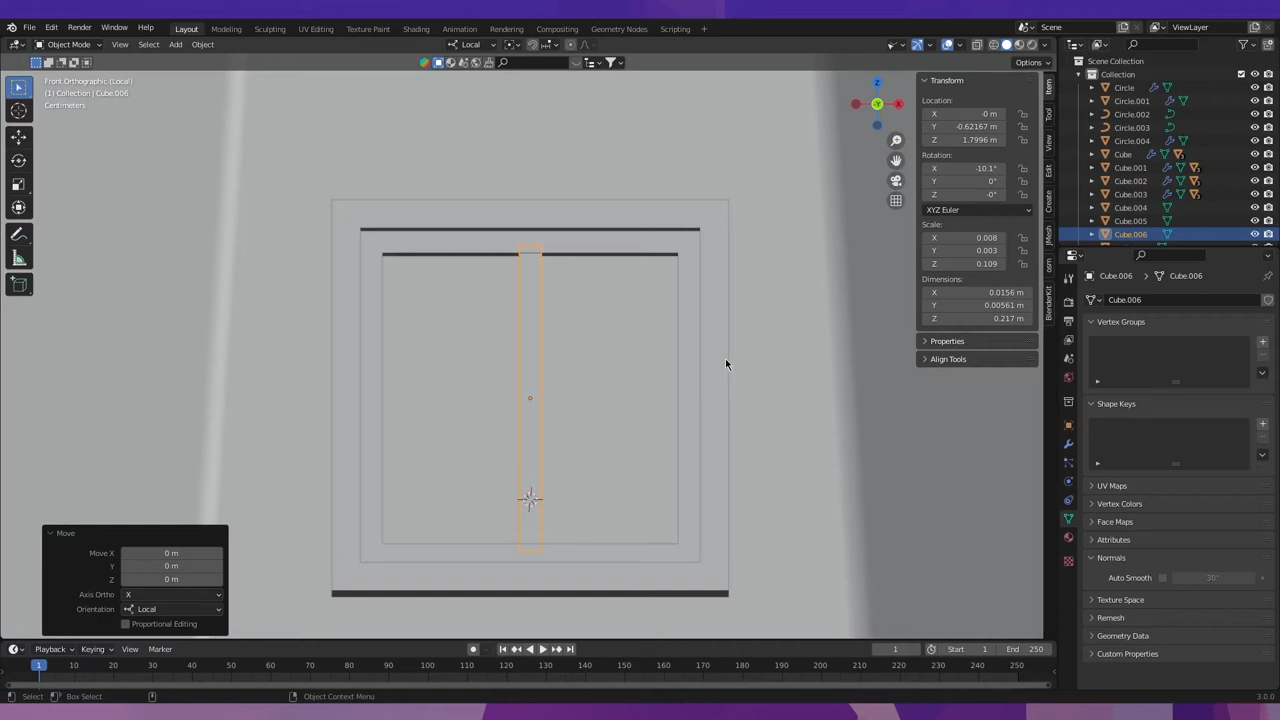 File Edit Render Window Help Layout Modeling Sculpting UV Editing Texture Paint Shading Animation Rendering Compositing Geometry Nodes Scripting Scene ViewLayer
Object Mode View Select Add Object Local
Options
Front Orthographic (Local)
(1) Collection | Cube.006
Centimeters
Transform
Location:
X -0 m
Y -0.62167 m
Z 1.7996 m
Rotation:
X -10.1°
Y 0°
Z -0°
XYZ Euler
Scale:
X 0.008
Y 0.003
Z 0.109
Dimensions:
X 0.0156 m
Y 0.00561 m
Z 0.217 m
Properties
Align Tools
Item
Tool
View
Edit
Create
JMesh
osm
BlenderKit
Scene Collection
Collection
Circle
Circle.001
Circle.002
Circle.003
Circle.004
Cube
Cube.001
Cube.002
Cube.003
Cube.004
Cube.005
Cube.006
Cube.006 Cube.006
Cube.006
Vertex Groups
Shape Keys
UV Maps
Vertex Colors
Face Maps
Attributes
Normals
Auto Smooth 30°
Texture Space
Remesh
Geometry Data
Custom Properties
Move
Move X 0 m
Y 0 m
Z 0 m
Axis Ortho X
Orientation Local
Proportional Editing
Playback Keying View Marker 1 Start 1 End 250
1 10 20 30 40 50 60 70 80 90 100 110 120 130 140 150 160 170 180 190 200 210 220 230 240 250
Select Box Select Object Context Menu 3.0.0